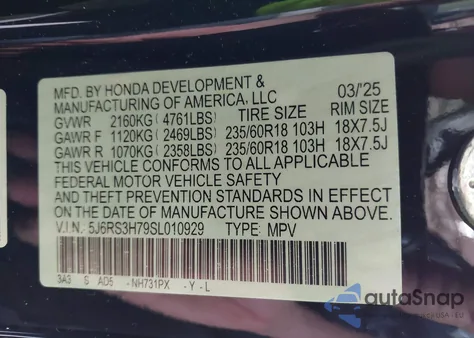 MFD. BY HONDA DEVELOPMENT &
MANUFACTURING OF AMERICA, LLC 03/'25
GVWR 2160KG ( 4761LBS) TIRE SIZE RIM SIZE
GAWR F 1120KG ( 2469LBS) 235/60R18 103H 18X7.5J
GAWR R 1070KG ( 2358LBS) 235/60R18 103H 18X7.5J
THIS VEHICLE CONFORMS TO ALL APPLICABLE
FEDERAL MOTOR VEHICLE SAFETY
AND THEFT PREVENTION STANDARDS IN EFFECT
ON THE DATE OF MANUFACTURE SHOWN ABOVE.
V.I.N. 5J6RS3H79SL010929 TYPE: MPV
3A3 S AD5 -NH731PX -Y-L
autoSnap